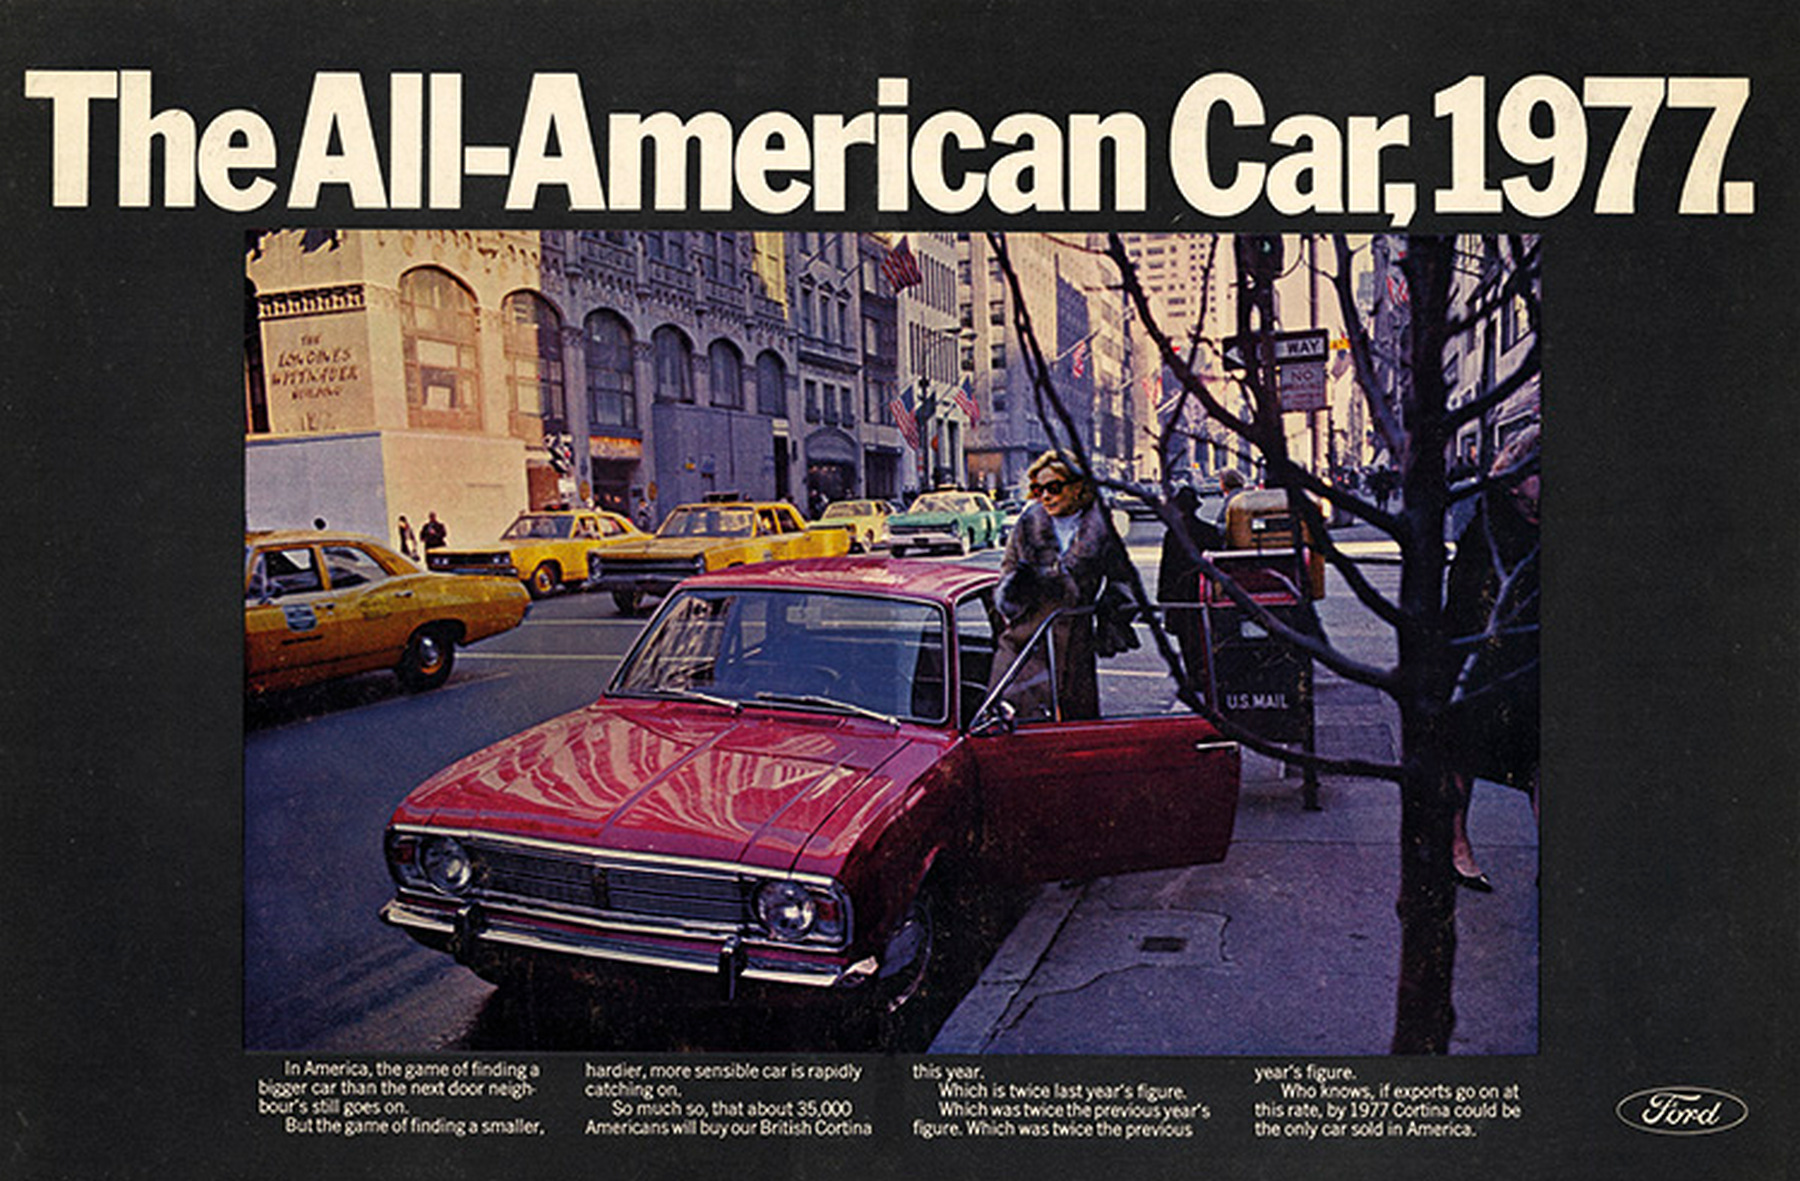 The All-American Car, 1977.
THE
LONGINES
WITTNAUER
BUILDING
WAY
NO
U.S. MAIL
In America, the game of finding a
bigger car than the next door neigh-
bour's still goes on.
But the game of finding a smaller,
hardier, more sensible car is rapidly
catching on.
So much so, that about 35,000
Americans will buy our British Cortina
this year.
Which is twice last year's figure.
Which was twice the previous year's
figure. Which was twice the previous
year's figure.
Who knows, if exports go on at
this rate, by 1977 Cortina could be
the only car sold in America.
Ford